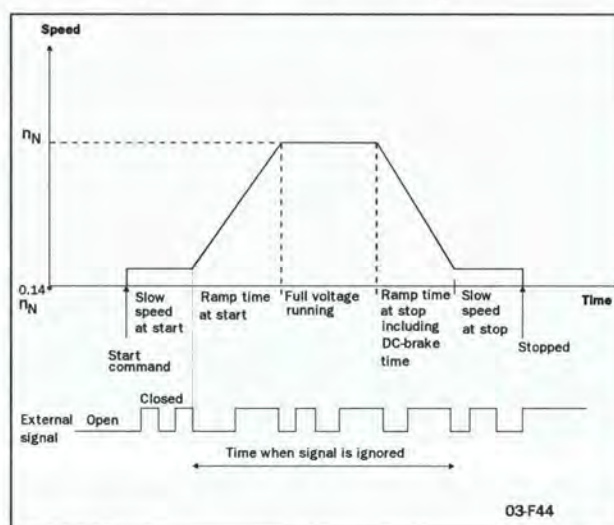 Speed
nN
0.14
nN
Slow
speed
at start
Ramp time
at start
Full voltage
running
Ramp time
at stop
including
DC-brake
time
Slow
speed
at stop
Time
Start
command
Stopped
Closed
External
signal
Open
Time when signal is ignored
03-F44